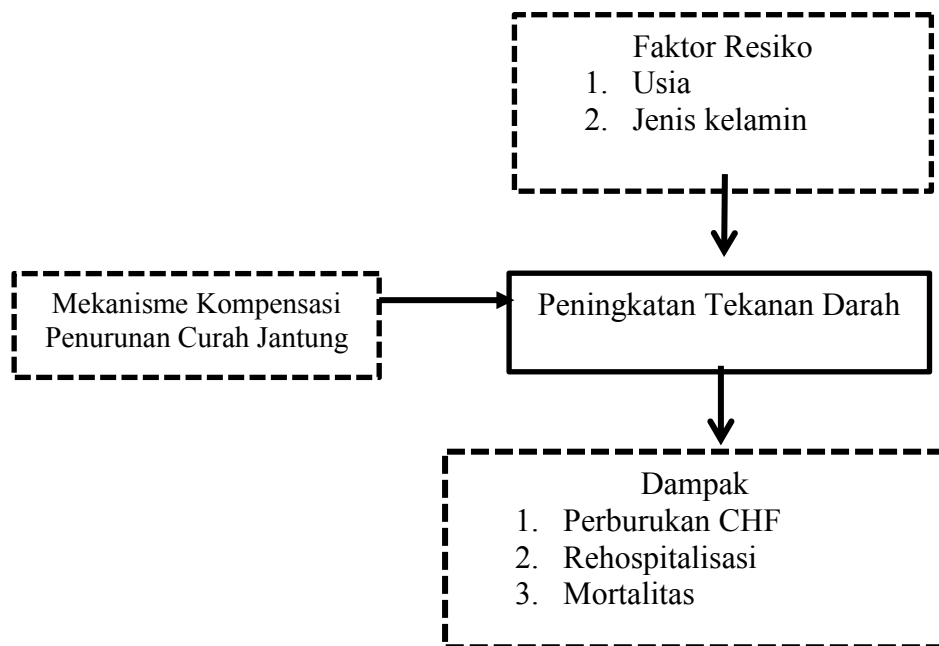 Faktor Resiko
1. Usia
2. Jenis kelamin
Mekanisme Kompensasi
Penurunan Curah Jantung
Peningkatan Tekanan Darah
Dampak
1. Perburukan CHF
2. Rehospitalisasi
3. Mortalitas